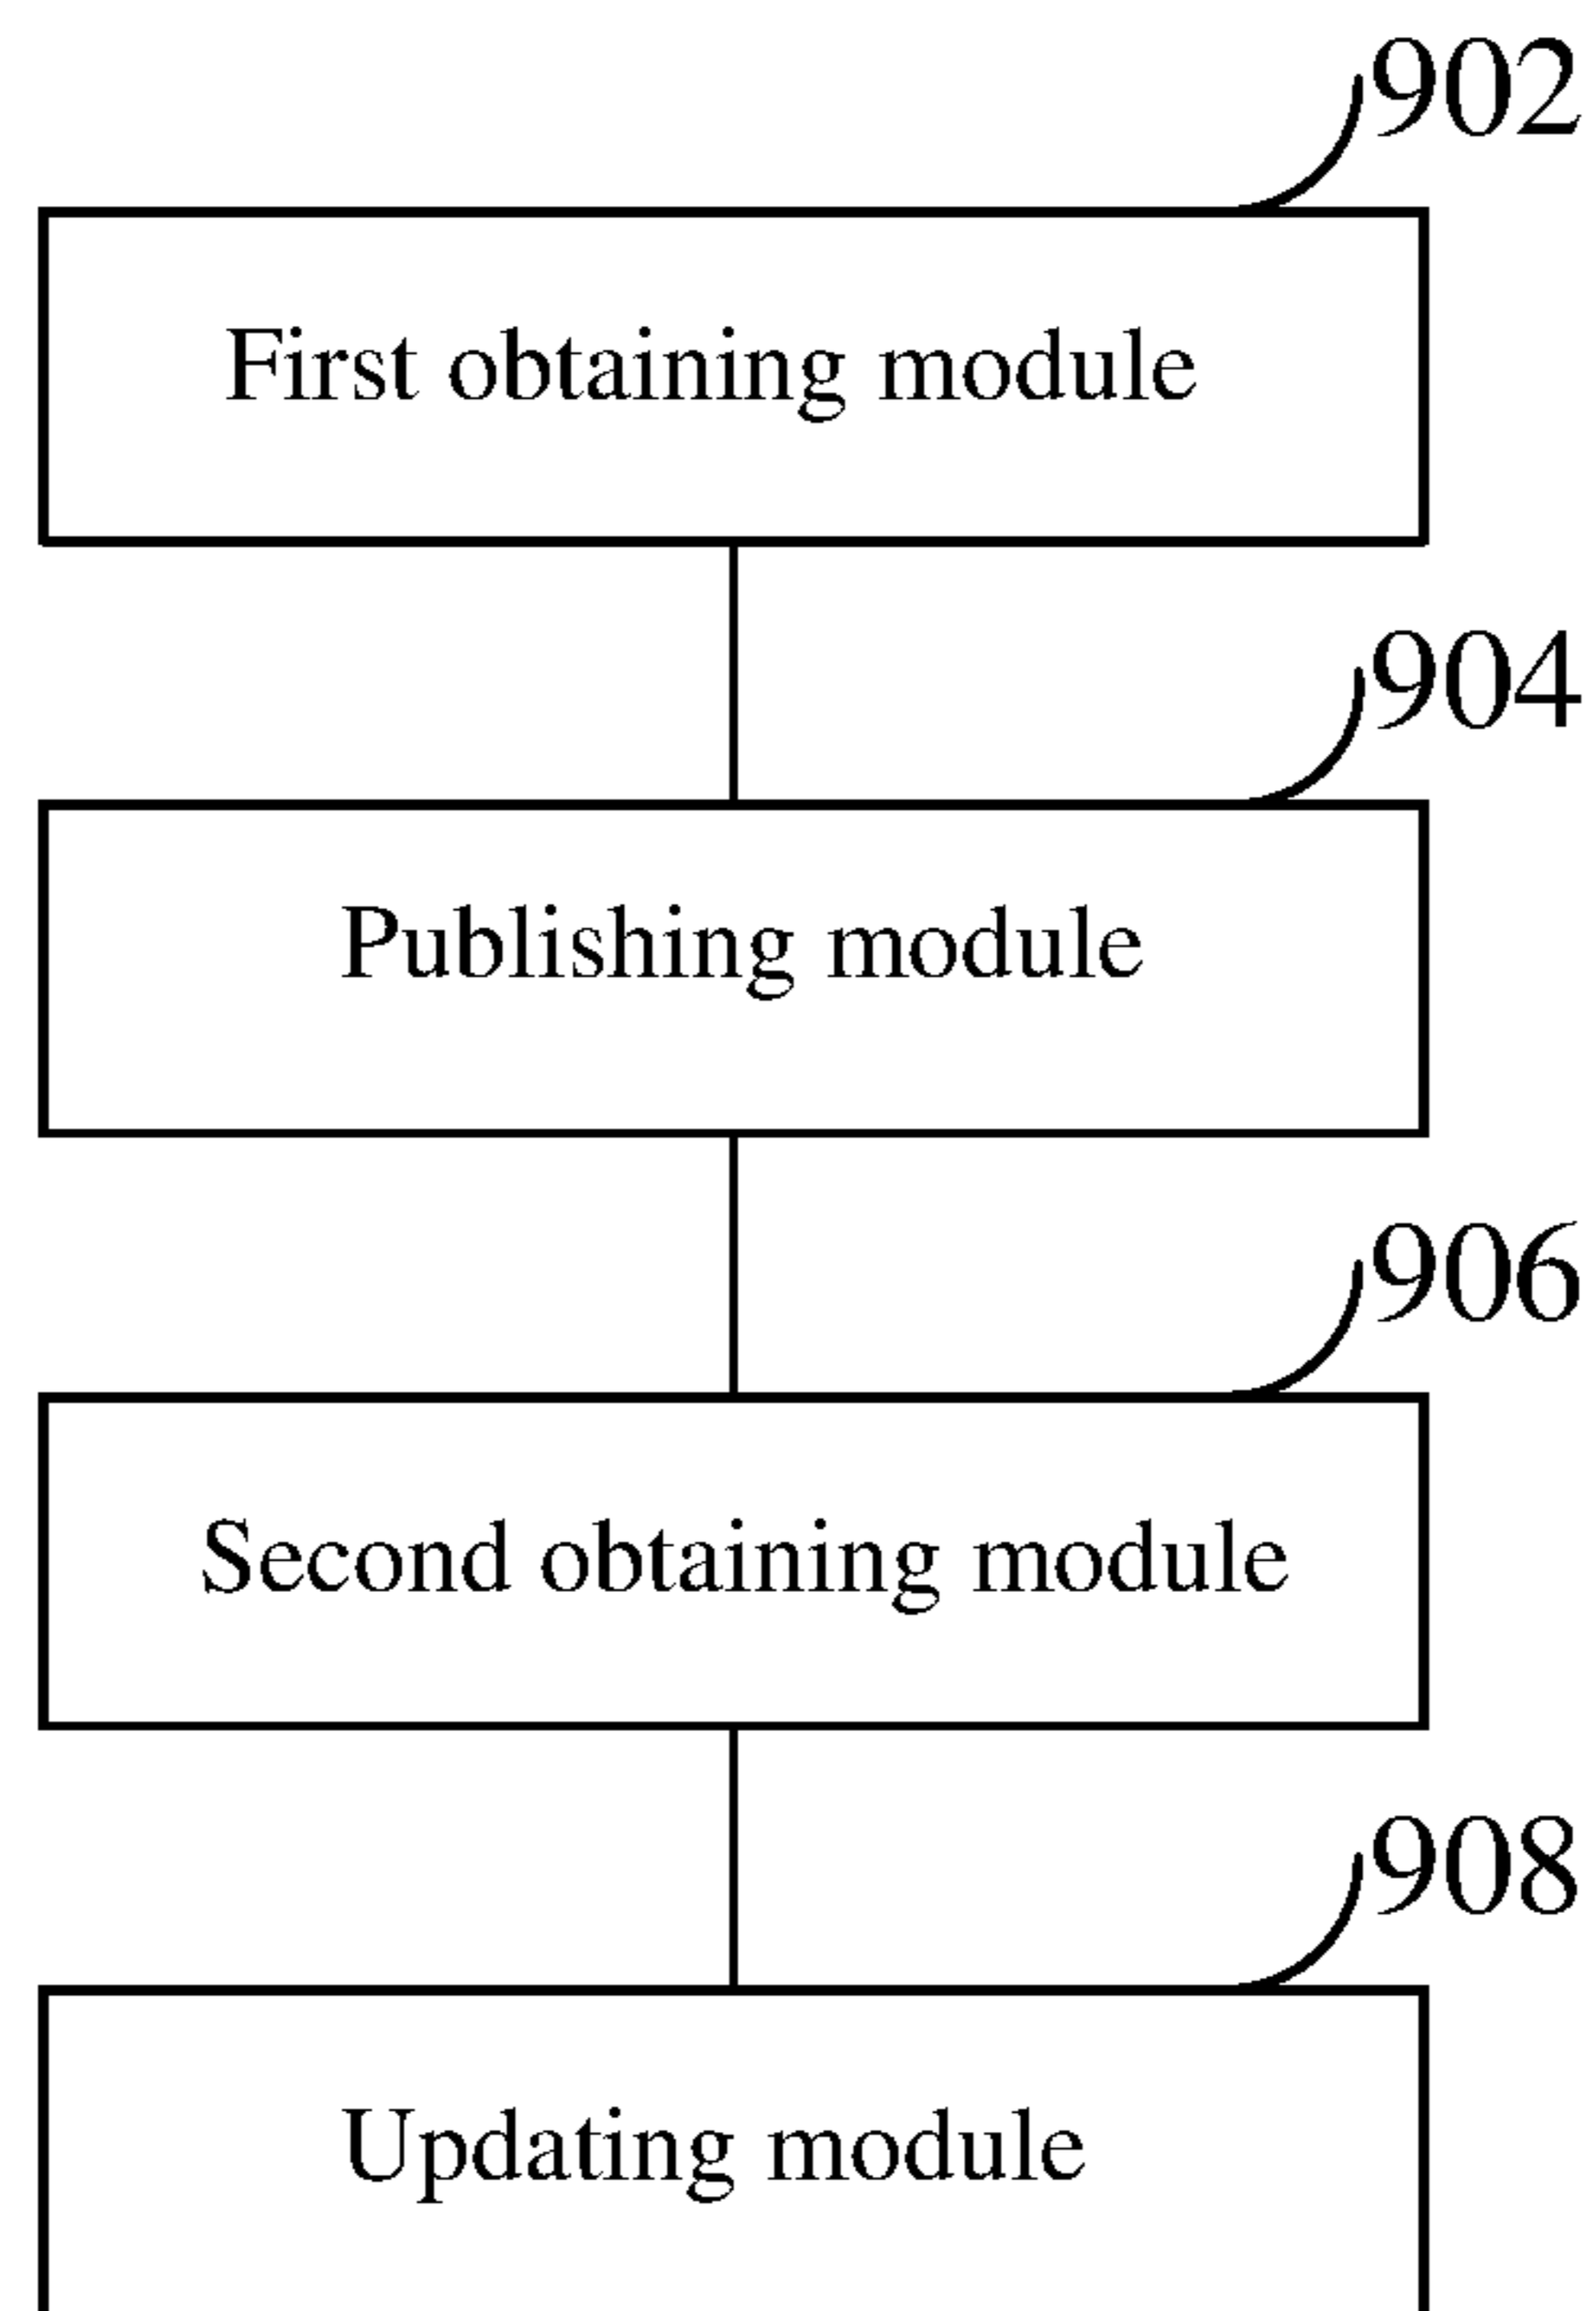 902
First obtaining module
904
Publishing module
906
Second obtaining module
908
Updating module